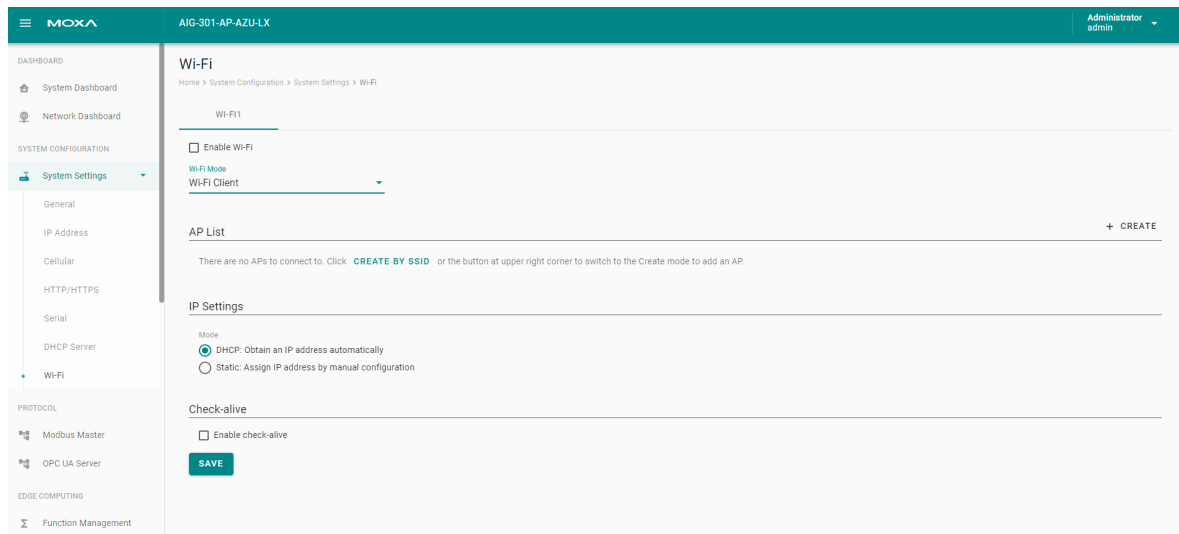 MOXA
AIG-301-AP-AZU-LX
Administrator
admin
DASHBOARD
System Dashboard
Network Dashboard
SYSTEM CONFIGURATION
System Settings
General
IP Address
Cellular
HTTP/HTTPS
Serial
DHCP Server
Wi-Fi
PROTOCOL
Modbus Master
OPC UA Server
EDGE COMPUTING
Function Management
Wi-Fi
Home > System Configuration > System Settings > Wi-Fi
WI-FI1
Enable Wi-Fi
Wi-Fi Mode
Wi-Fi Client
AP List
+ CREATE
There are no APs to connect to. Click CREATE BY SSID or the button at upper right corner to switch to the Create mode to add an AP.
IP Settings
Mode
DHCP: Obtain an IP address automatically
Static: Assign IP address by manual configuration
Check-alive
Enable check-alive
SAVE